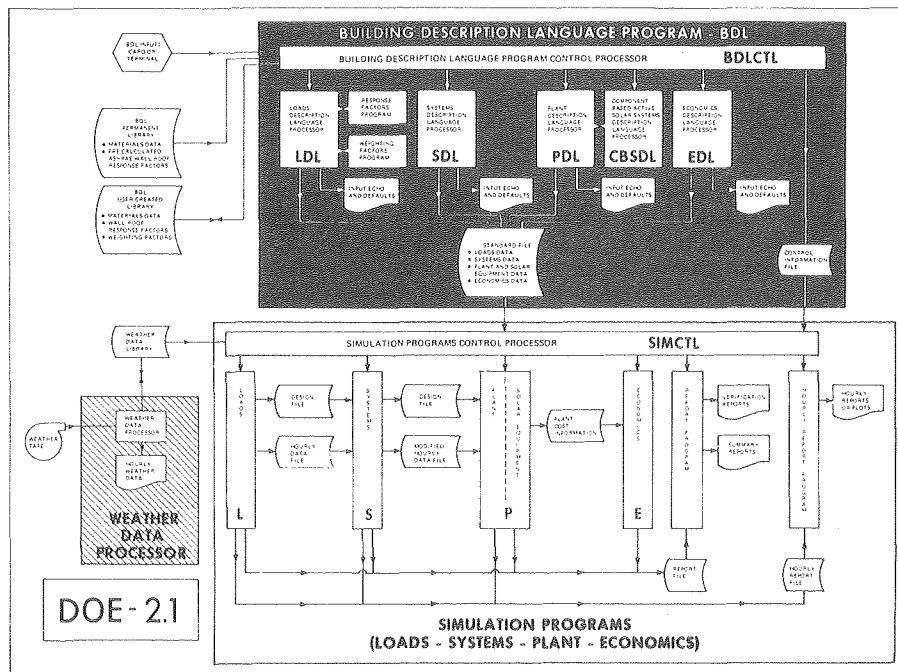 BUILDING DESCRIPTION LANGUAGE PROGRAM - BDL
BDL INPUTS
CARD OR
TERMINAL
BUILDING DESCRIPTION LANGUAGE PROGRAM CONTROL PROCESSOR BDLCTL
BDL
PERMANENT
LIBRARY
MATERIALS DATA
PRE CALCULATED
ASHRAE WALL ROOF
RESPONSE FACTORS
BDL
USER CREATED
LIBRARY
MATERIALS DATA
WALL ROOF
RESPONSE FACTORS
WEIGHTING FACTORS
LOADS
DESCRIPTION
LANGUAGE
PROCESSOR
LDL
RESPONSE
FACTORS
PROGRAM
WEIGHTING
FACTORS
PROGRAM
SYSTEMS
DESCRIPTION
LANGUAGE
PROCESSOR
SDL
PLANT
DESCRIPTION
LANGUAGE
PROCESSOR
PDL
COMPONENT
BASED ACTIVE
SOLAR SYSTEMS
DESCRIPTION
LANGUAGE
PROCESSOR
CBSDL
ECONOMICS
DESCRIPTION
LANGUAGE
PROCESSOR
EDL
INPUT ECHO
AND DEFAULTS
INPUT ECHO
AND DEFAULTS
INPUT ECHO
AND DEFAULTS
INPUT ECHO
AND DEFAULTS
STANDARD FILE
LOADS DATA
SYSTEMS DATA
PLANT AND SOLAR
EQUIPMENT DATA
ECONOMICS DATA
CONTROL
INFORMATION
FILE
WEATHER
DATA
LIBRARY
SIMULATION PROGRAMS CONTROL PROCESSOR SIMCTL
WEATHER
TAPE
WEATHER
DATA
PROCESSOR
HOURLY
WEATHER
DATA
WEATHER
DATA
PROCESSOR
LOADS
L
DESIGN
FILE
HOURLY
DATA FILE
SYSTEMS
S
DESIGN
FILE
MODIFIED
HOURLY
DATA FILE
PLANT
SOLAR EQUIPMENT
P
PLANT
COST
INFORMATION
ECONOMICS
E
REPORT PROGRAM
VERIFICATION
REPORTS
SUMMARY
REPORTS
HOURLY REPORT PROGRAM
HOURLY
REPORTS
OR PLOTS
REPORT
FILE
HOURLY
REPORT FILE
DOE - 2.1
SIMULATION PROGRAMS
(LOADS - SYSTEMS - PLANT - ECONOMICS)